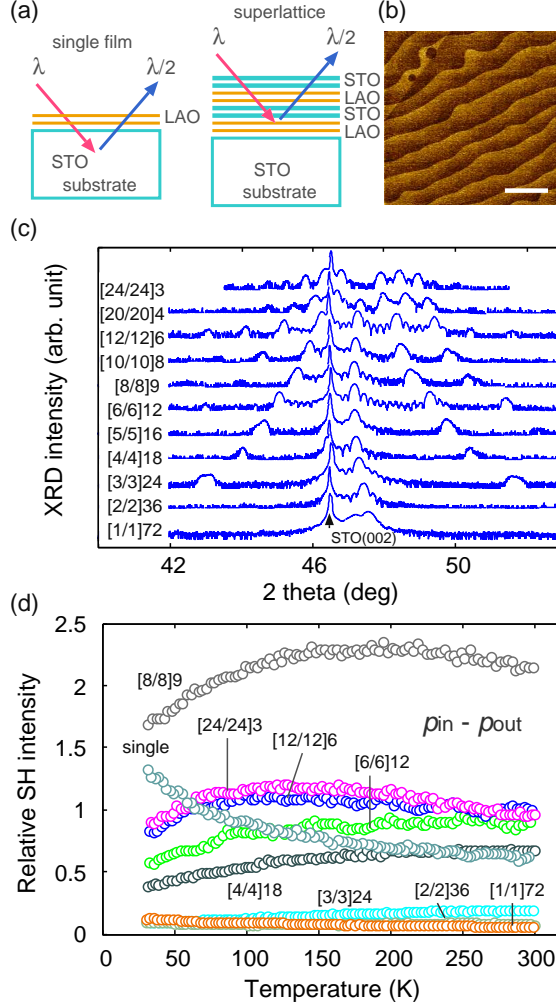 (a)
superlattice
(b)
single film
λ
λ/2
λ
λ/2
STO
LAO
LAO
STO
LAO
STO
substrate
STO
substrate
(c)
XRD intensity (arb. unit)
[24/24]3
[20/20]4
[12/12]6
[10/10]8
[8/8]9
[6/6]12
[5/5]16
[4/4]18
[3/3]24
[2/2]36
[1/1]72
STO(002)
42 46 50
2 theta (deg)
(d)
Relative SH intensity
2.5
2
1.5
1
0.5
0
[8/8]9
[24/24]3
single
[12/12]6
[6/6]12
pin - pout
[4/4]18
[3/3]24
[2/2]36
[1/1]72
0 50 100 150 200 250 300
Temperature (K)